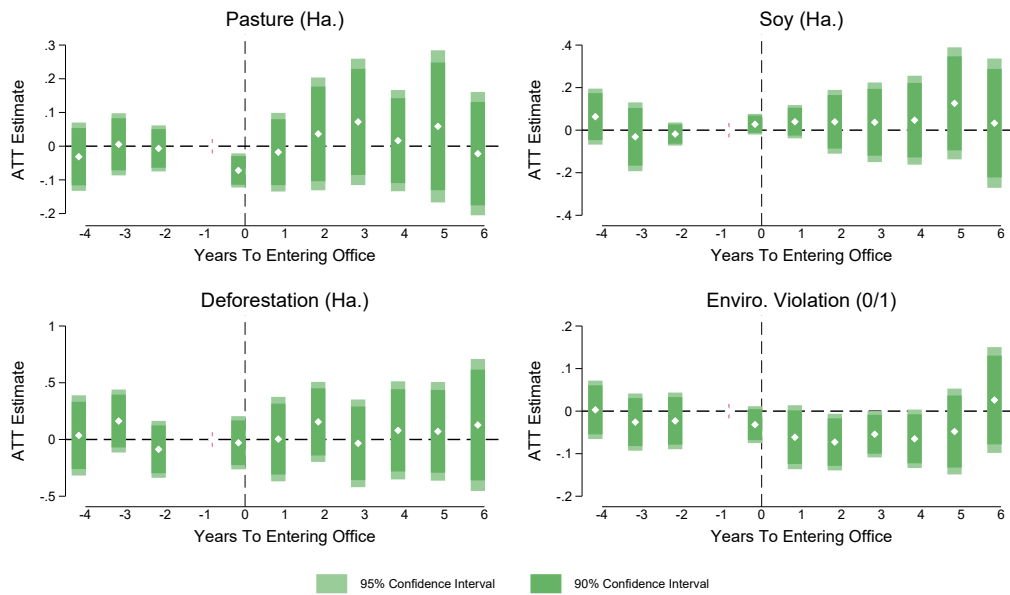 Pasture (Ha.)
.3
.2
.1
0
-.1
.2
ATT Estimate
-4 -3 -2 -1 0 1 2 3 4 5 6
Years To Entering Office
Soy (Ha.)
.4
.2
0
-.2
-.4
ATT Estimate
-4 -3 -2 -1 0 1 2 3 4 5 6
Years To Entering Office
Deforestation (Ha.)
1
.5
0
-.5
ATT Estimate
-4 -3 -2 -1 0 1 2 3 4 5 6
Years To Entering Office
Enviro. Violation (0/1)
.2
.1
0
-.1
-.2
ATT Estimate
-4 -3 -2 -1 0 1 2 3 4 5 6
Years To Entering Office
95% Confidence Interval 90% Confidence Interval